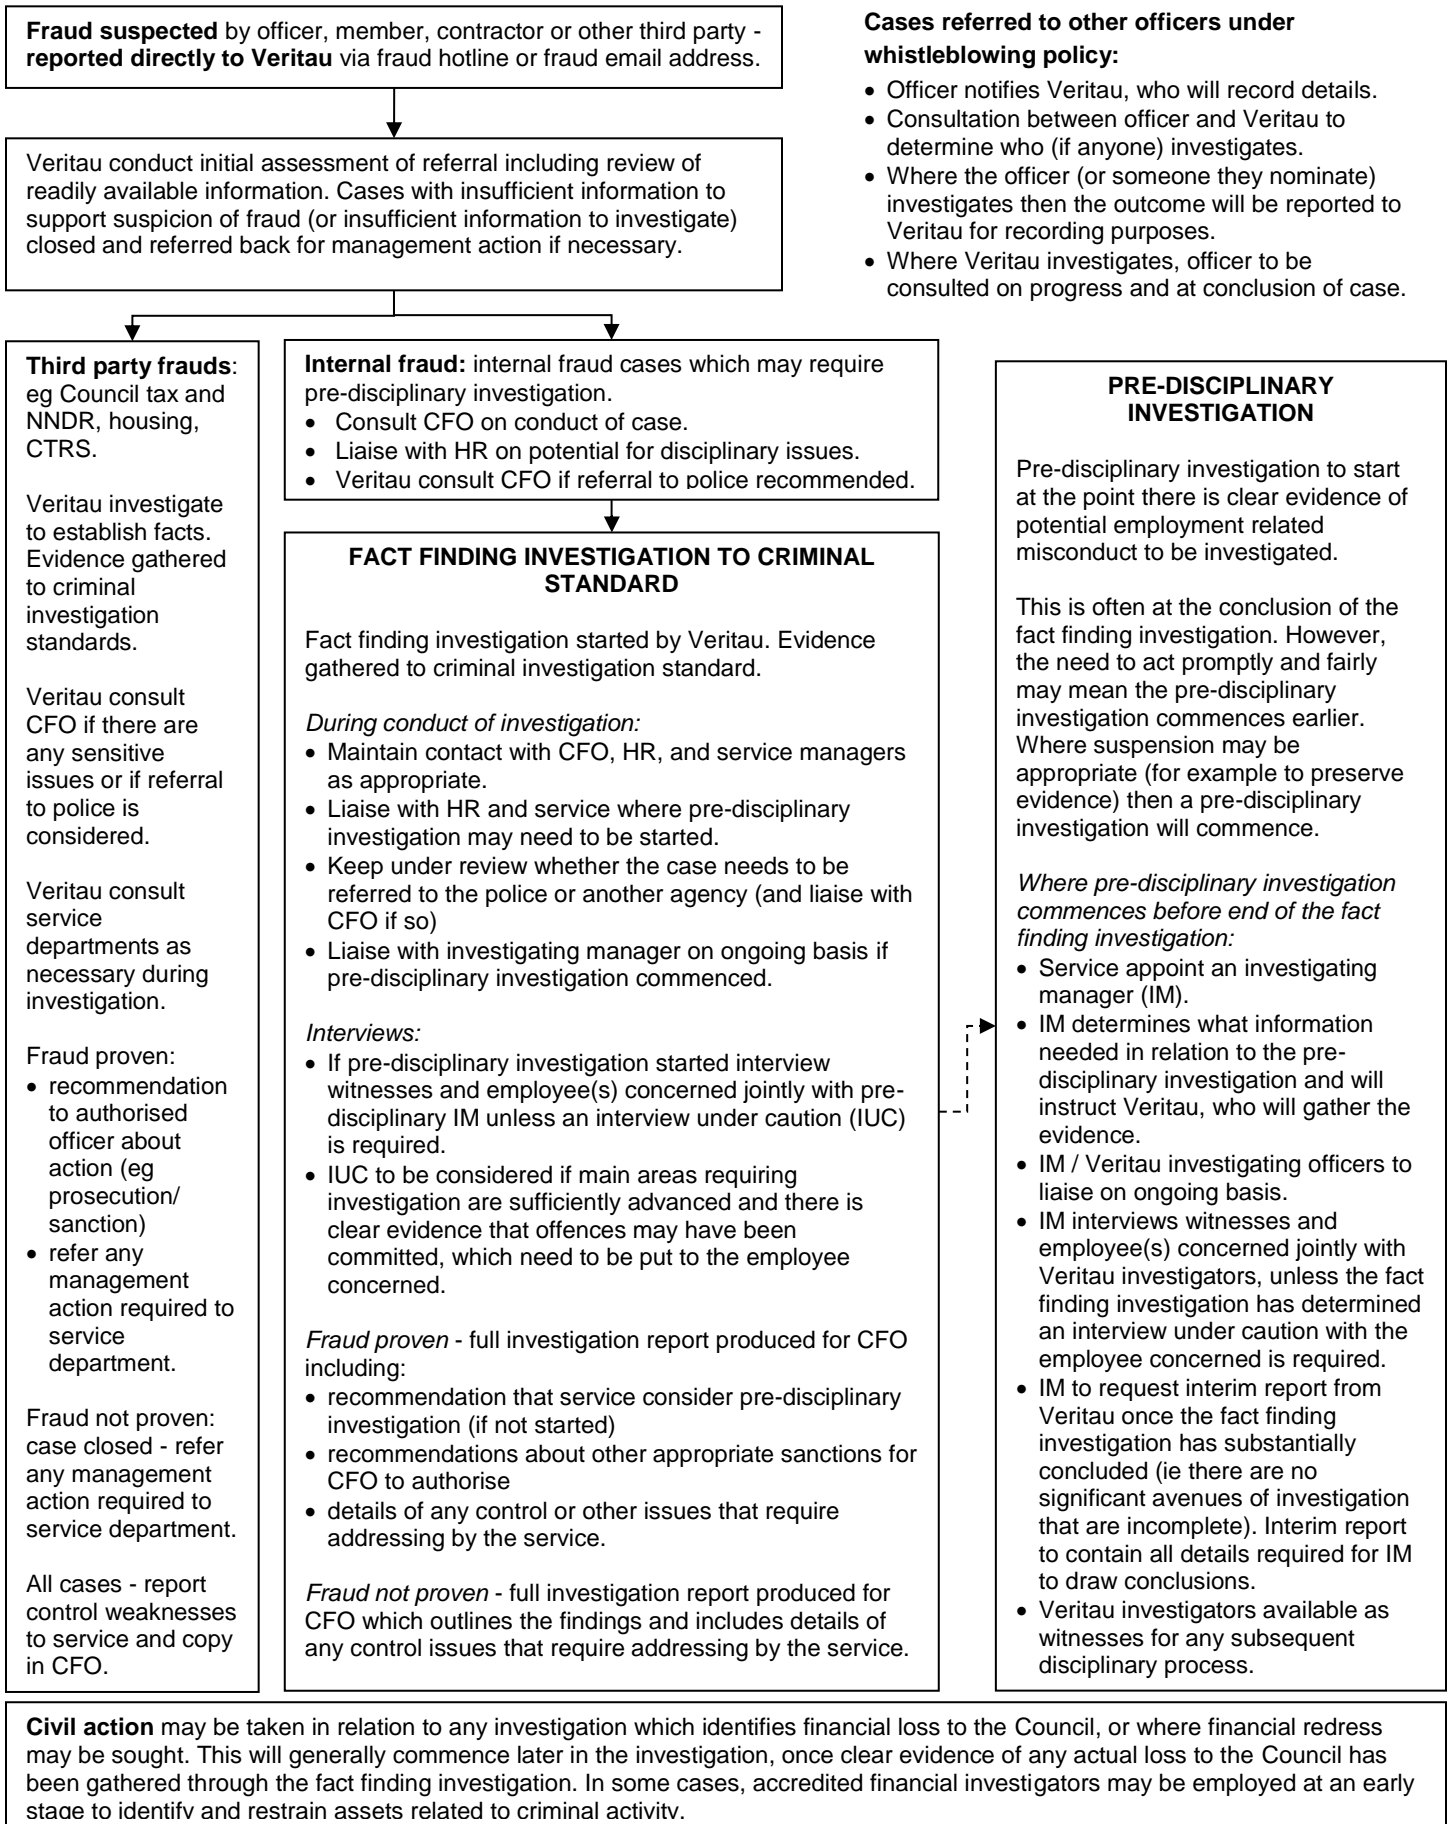 Fraud suspected by officer, member, contractor or other third party -
reported directly to Veritau via fraud hotline or fraud email address.
Cases referred to other officers under
whistleblowing policy:
• Officer notifies Veritau, who will record details.
• Consultation between officer and Veritau to
determine who (if anyone) investigates.
• Where the officer (or someone they nominate)
investigates then the outcome will be reported to
Veritau for recording purposes.
• Where Veritau investigates, officer to be
consulted on progress and at conclusion of case.
Veritau conduct initial assessment of referral including review of
readily available information. Cases with insufficient information to
support suspicion of fraud (or insufficient information to investigate)
closed and referred back for management action if necessary.
Third party frauds:
eg Council tax and
NNDR, housing,
CTRS.
Veritau investigate
to establish facts.
Evidence gathered
to criminal
investigation
standards.
Veritau consult
CFO if there are
any sensitive
issues or if referral
to police is
considered.
Veritau consult
service
departments as
necessary during
investigation.
Fraud proven:
• recommendation
to authorised
officer about
action (eg
prosecution/
sanction)
• refer any
management
action required to
service
department.
Fraud not proven:
case closed - refer
any management
action required to
service department.
All cases - report
control weaknesses
to service and copy
in CFO.
Internal fraud: internal fraud cases which may require
pre-disciplinary investigation.
• Consult CFO on conduct of case.
• Liaise with HR on potential for disciplinary issues.
• Veritau consult CFO if referral to police recommended.
FACT FINDING INVESTIGATION TO CRIMINAL
STANDARD
Fact finding investigation started by Veritau. Evidence
gathered to criminal investigation standard.
During conduct of investigation:
• Maintain contact with CFO, HR, and service managers
as appropriate.
• Liaise with HR and service where pre-disciplinary
investigation may need to be started.
• Keep under review whether the case needs to be
referred to the police or another agency (and liaise with
CFO if so)
• Liaise with investigating manager on ongoing basis if
pre-disciplinary investigation commenced.
Interviews:
• If pre-disciplinary investigation started interview
witnesses and employee(s) concerned jointly with pre-
disciplinary IM unless an interview under caution (IUC)
is required.
• IUC to be considered if main areas requiring
investigation are sufficiently advanced and there is
clear evidence that offences may have been
committed, which need to be put to the employee
concerned.
Fraud proven - full investigation report produced for CFO
including:
• recommendation that service consider pre-disciplinary
investigation (if not started)
• recommendations about other appropriate sanctions for
CFO to authorise
• details of any control or other issues that require
addressing by the service.
Fraud not proven - full investigation report produced for
CFO which outlines the findings and includes details of
any control issues that require addressing by the service.
PRE-DISCIPLINARY
INVESTIGATION
Pre-disciplinary investigation to start
at the point there is clear evidence of
potential employment related
misconduct to be investigated.
This is often at the conclusion of the
fact finding investigation. However,
the need to act promptly and fairly
may mean the pre-disciplinary
investigation commences earlier.
Where suspension may be
appropriate (for example to preserve
evidence) then a pre-disciplinary
investigation will commence.
Where pre-disciplinary investigation
commences before end of the fact
finding investigation:
• Service appoint an investigating
manager (IM).
• IM determines what information
needed in relation to the pre-
disciplinary investigation and will
instruct Veritau, who will gather the
evidence.
• IM / Veritau investigating officers to
liaise on ongoing basis.
• IM interviews witnesses and
employee(s) concerned jointly with
Veritau investigators, unless the fact
finding investigation has determined
an interview under caution with the
employee concerned is required.
• IM to request interim report from
Veritau once the fact finding
investigation has substantially
concluded (ie there are no
significant avenues of investigation
that are incomplete). Interim report
to contain all details required for IM
to draw conclusions.
• Veritau investigators available as
witnesses for any subsequent
disciplinary process.
Civil action may be taken in relation to any investigation which identifies financial loss to the Council, or where financial redress
may be sought. This will generally commence later in the investigation, once clear evidence of any actual loss to the Council has
been gathered through the fact finding investigation. In some cases, accredited financial investigators may be employed at an early
stage to identify and restrain assets related to criminal activity.